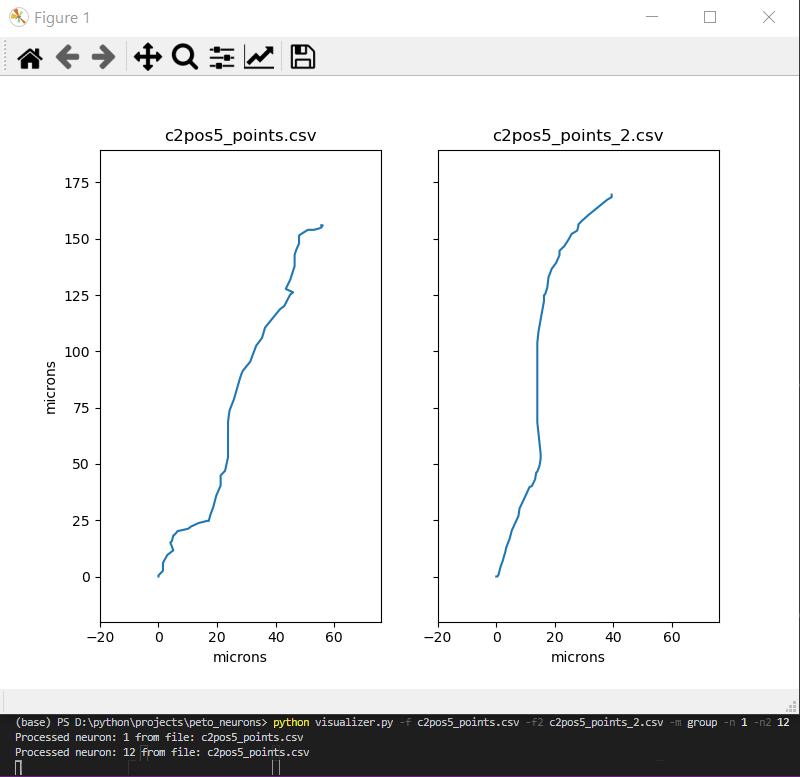 Figure 1
c2pos5_points.csv
c2pos5_points_2.csv
175
150
125
100
75
50
25
0
microns
−20
0
20
40
60
−20
0
20
40
60
microns
microns
(base) PS D:\python\projects\peto_neurons> python visualizer.py -f c2pos5_points.csv -f2 c2pos5_points_2.csv -m group -n 1 -n2 12
Processed neuron: 1 from file: c2pos5_points.csv
Processed neuron: 12 from file: c2pos5_points.csv